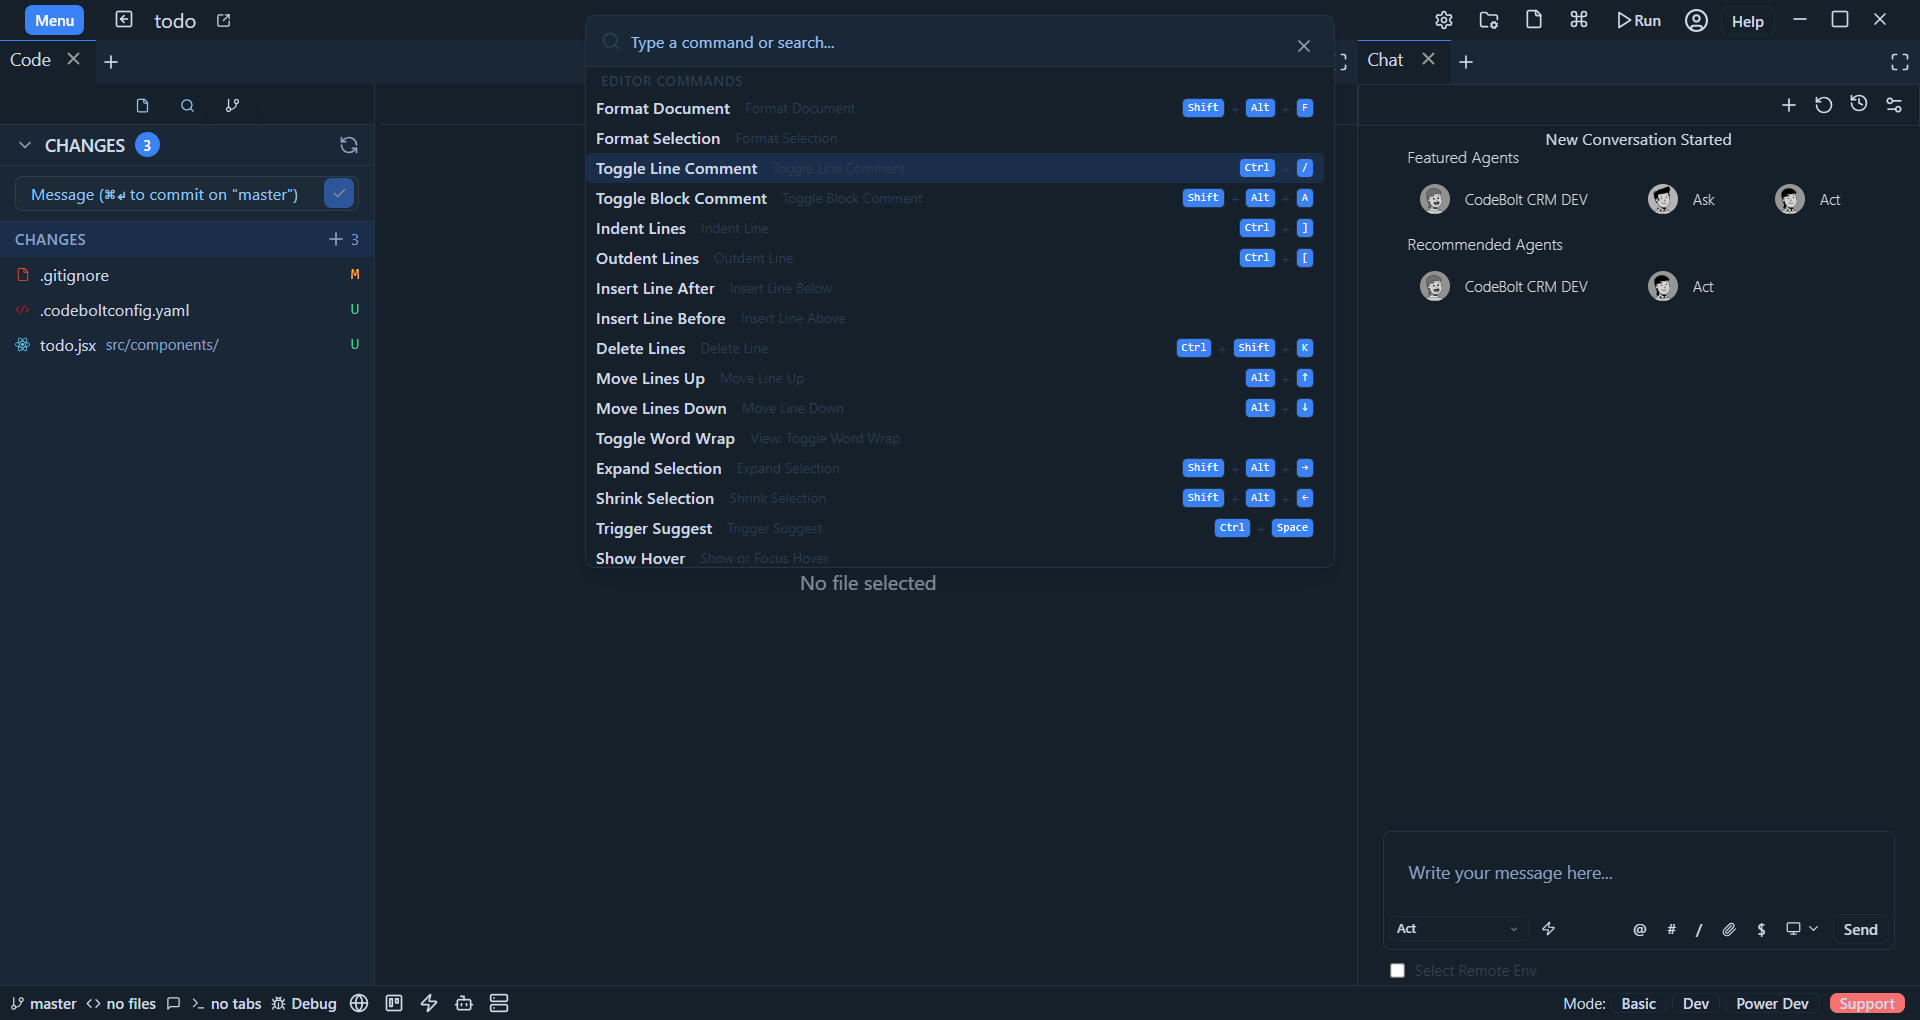 Menu
todo
Type a command or search...
Run
Help
Code
Chat
EDITOR COMMANDS
Format Document Format Document Shift + Alt + F
Format Selection Format Selection
Toggle Line Comment Toggle Line Comment Ctrl + /
Toggle Block Comment Toggle Block Comment Shift + Alt + A
Indent Lines Indent Line Ctrl + ]
Outdent Lines Outdent Line Ctrl + [
Insert Line After Insert Line Below
Insert Line Before Insert Line Above
Delete Lines Delete Line Ctrl + Shift + K
Move Lines Up Move Line Up Alt + ↑
Move Lines Down Move Line Down Alt + ↓
Toggle Word Wrap View: Toggle Word Wrap
Expand Selection Expand Selection Shift + Alt + →
Shrink Selection Shrink Selection Shift + Alt + ←
Trigger Suggest Trigger Suggest Ctrl + Space
Show Hover Show or Focus Hover
No file selected
CHANGES 3
Message (⌘↵ to commit on "master")
CHANGES + 3
.gitignore M
.codeboltconfig.yaml U
todo.jsx src/components/ U
New Conversation Started
Featured Agents
CodeBolt CRM DEV Ask Act
Recommended Agents
CodeBolt CRM DEV Act
Write your message here...
Act @ # / $ Send
Select Remote Env
master no files no tabs Debug
Mode: Basic Dev Power Dev Support